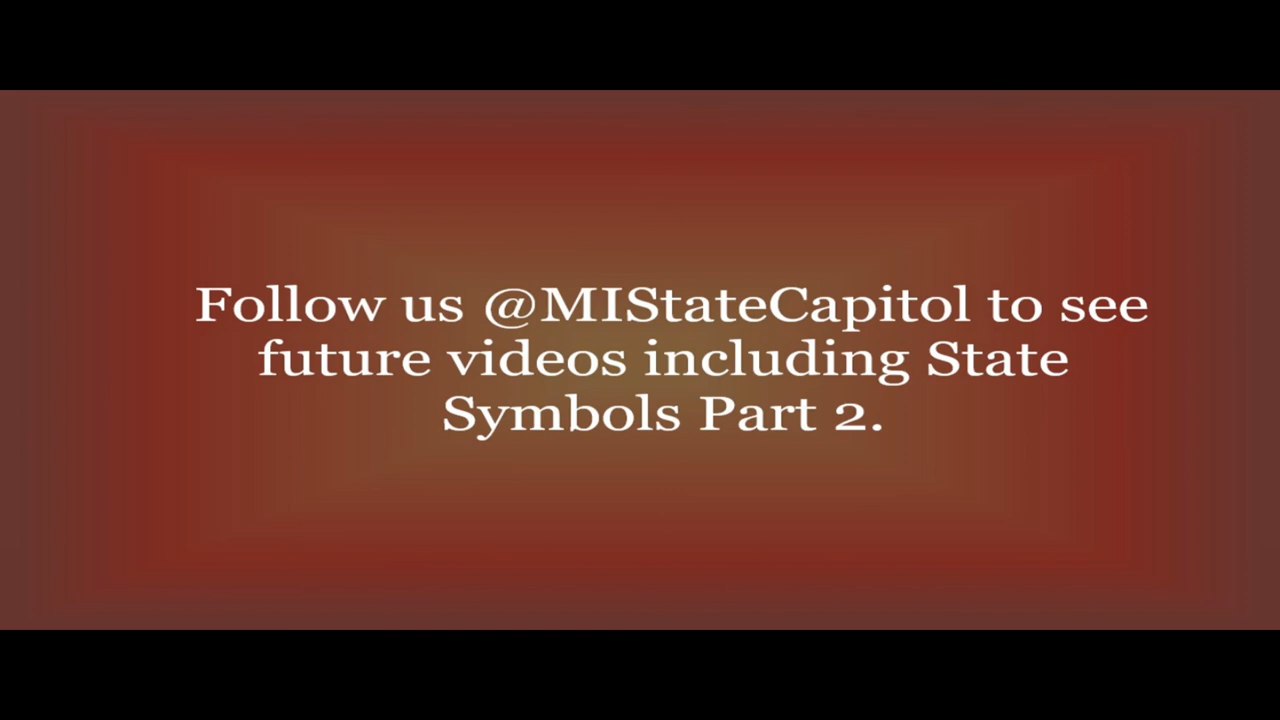 Follow us @MIStateCapitol to see
future videos including State
Symbols Part 2.